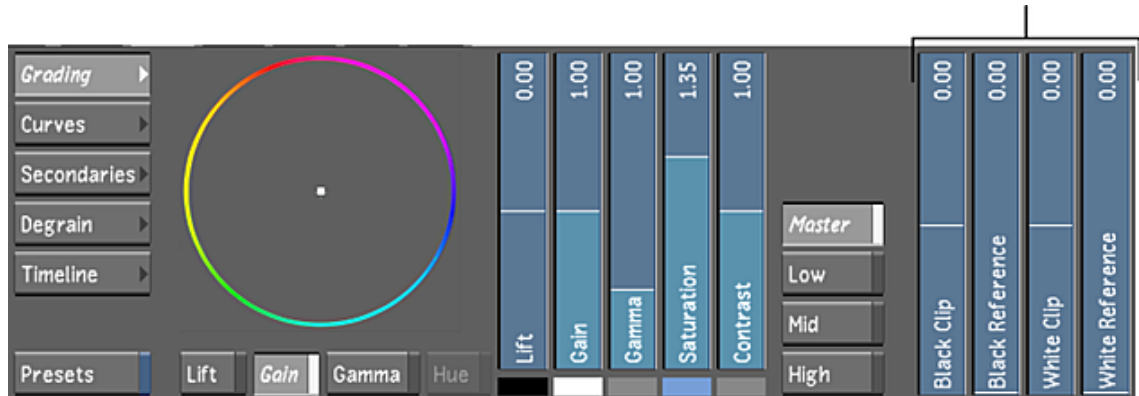 Grading
Curves
Secondaries
Degrain
Timeline
Presets
Lift
Gain
Gamma
Hue
0.00
Lift
1.00
Gain
1.00
Gamma
1.35
Saturation
1.00
Contrast
Master
Low
Mid
High
0.00
Black Clip
0.00
Black Reference
0.00
White Clip
0.00
White Reference